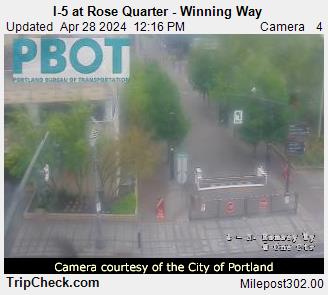 I-5 at Rose Quarter - Winning Way
Updated Apr 28 2024 12:16 PM Camera 4
PBOT
PORTLAND BUREAU OF TRANSPORTATION
Camera courtesy of the City of Portland
TripCheck.com Milepost302.00